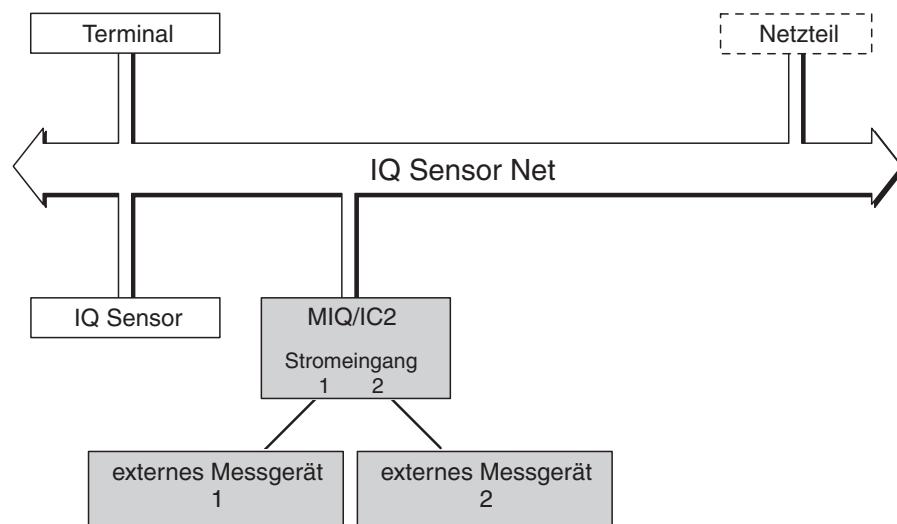 Terminal
Netzteil
IQ Sensor Net
IQ Sensor
MIQ/IC2
Stromeingang
1 2
externes Messgerät
1
externes Messgerät
2